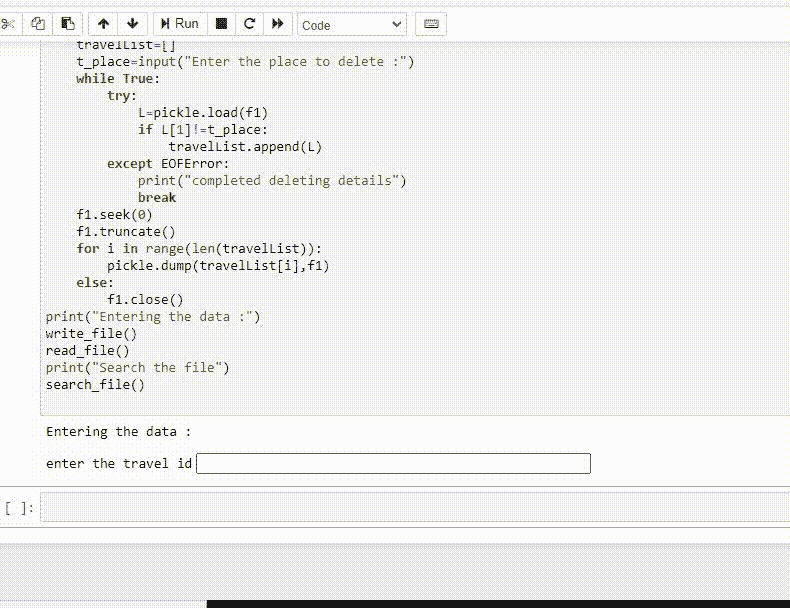 Run Code
travelList=[]
t_place=input("Enter the place to delete :")
while True:
try:
L=pickle.load(f1)
if L[1]!=t_place:
travelList.append(L)
except EOFError:
print("completed deleting details")
break
f1.seek(0)
f1.truncate()
for i in range(len(travelList)):
pickle.dump(travelList[i],f1)
else:
f1.close()
print("Entering the data :")
write_file()
read_file()
print("Search the file")
search_file()
Entering the data :
enter the travel id
[ ]: